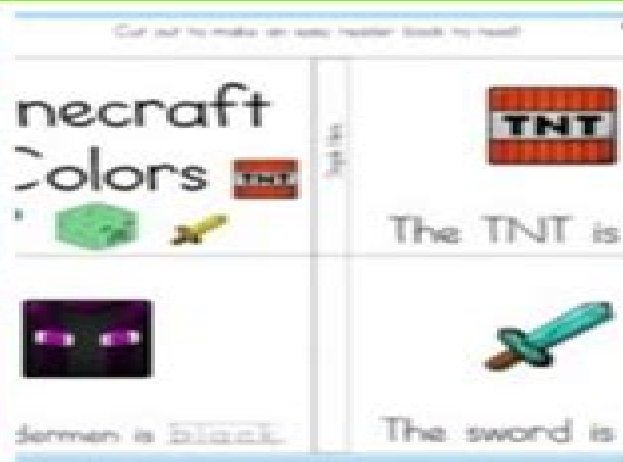 Cut out to make an easy reader book to read!
necraft
Colors
TNT
TNT
The TNT is
dermen is black
The sword is